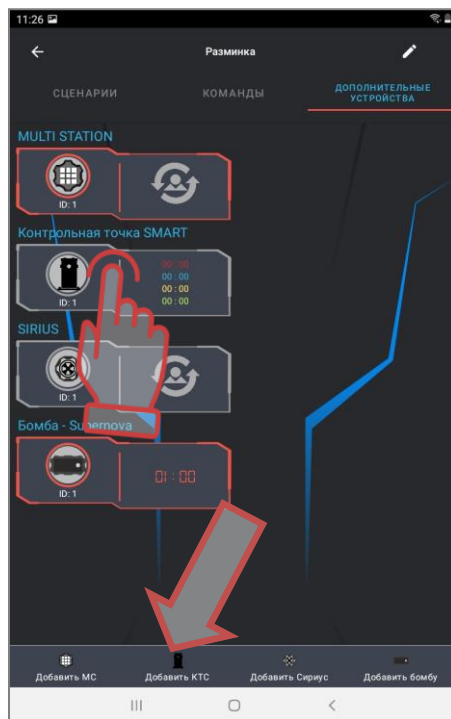 11:26
Разминка
СЦЕНАРИИ
КОМАНДЫ
ДОПОЛНИТЕЛЬНЫЕ
УСТРОЙСТВА
MULTI STATION
ID: 1
Контрольная точка SMART
00 : 00
00 : 00
00 : 00
00 : 00
ID: 1
SIRIUS
ID: 1
Бомба - Supernova
01 : 00
ID: 1
Добавить МС
Добавить КТС
Добавить Сириус
Добавить бомбу